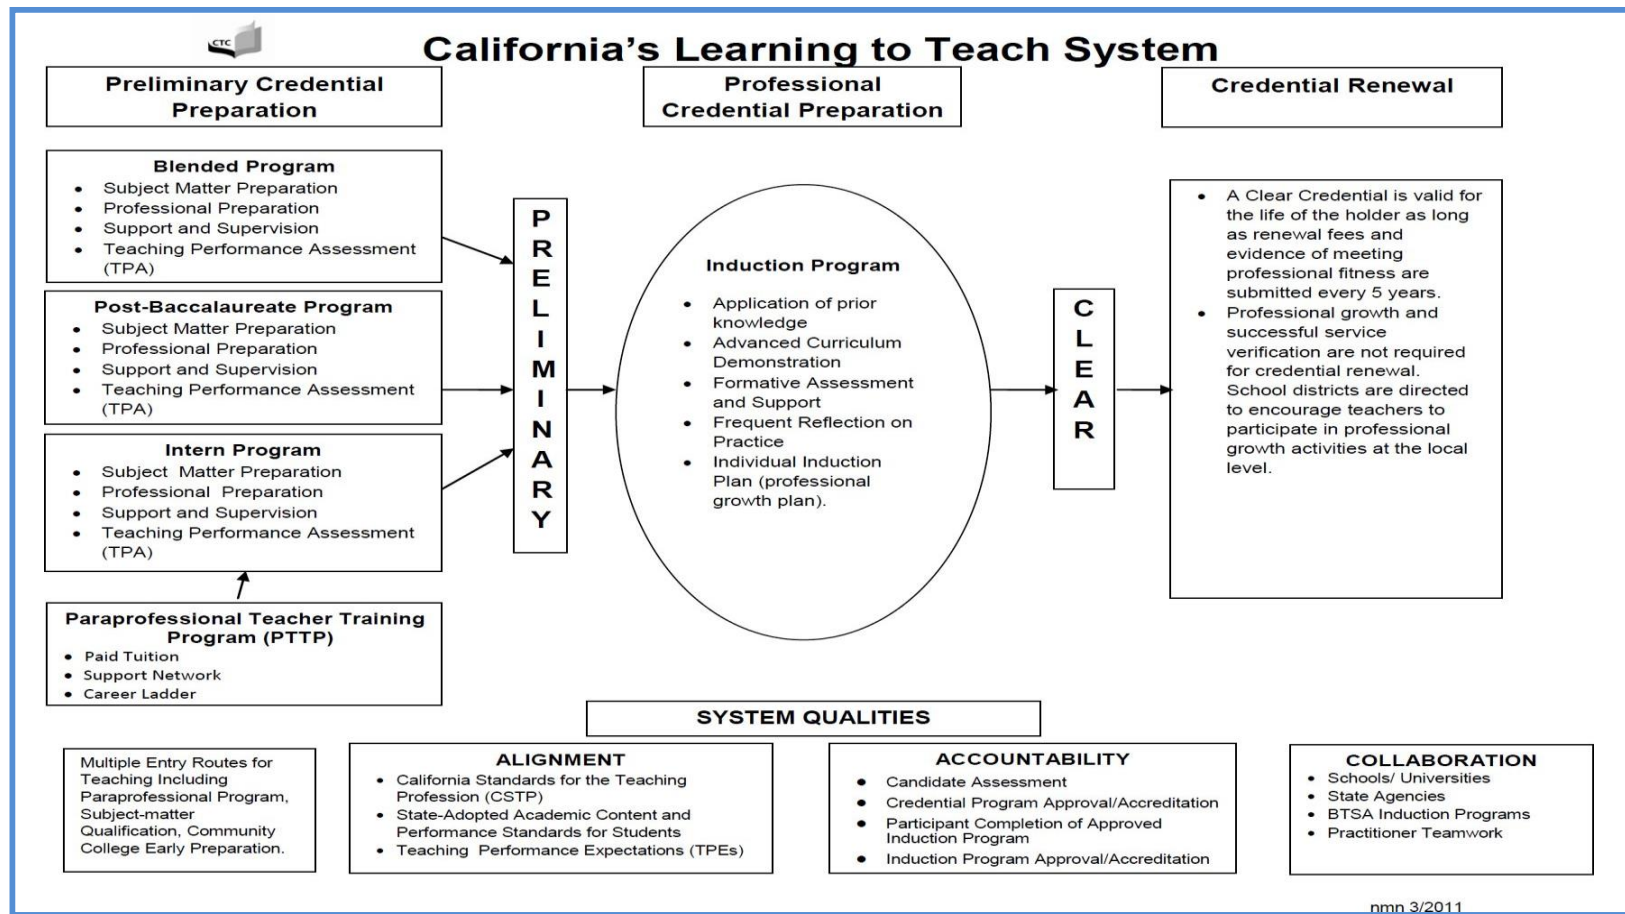 CTC
California's Learning to Teach System
Preliminary Credential
Preparation
Professional
Credential Preparation
Credential Renewal
Blended Program
• Subject Matter Preparation
• Professional Preparation
• Support and Supervision
• Teaching Performance Assessment
(TPA)
Post-Baccalaureate Program
• Subject Matter Preparation
• Professional Preparation
• Support and Supervision
• Teaching Performance Assessment
(TPA)
Intern Program
• Subject Matter Preparation
• Professional Preparation
• Support and Supervision
• Teaching Performance Assessment
(TPA)
Paraprofessional Teacher Training
Program (PTTP)
• Paid Tuition
• Support Network
• Career Ladder
PRELIMINARY
Induction Program
• Application of prior
knowledge
• Advanced Curriculum
Demonstration
• Formative Assessment
and Support
• Frequent Reflection on
Practice
• Individual Induction
Plan (professional
growth plan).
CLEAR
• A Clear Credential is valid for
the life of the holder as long
as renewal fees and
evidence of meeting
professional fitness are
submitted every 5 years.
• Professional growth and
successful service
verification are not required
for credential renewal.
School districts are directed
to encourage teachers to
participate in professional
growth activities at the local
level.
SYSTEM QUALITIES
Multiple Entry Routes for
Teaching Including
Paraprofessional Program,
Subject-matter
Qualification, Community
College Early Preparation.
ALIGNMENT
• California Standards for the Teaching
Profession (CSTP)
• State-Adopted Academic Content and
Performance Standards for Students
• Teaching Performance Expectations (TPEs)
ACCOUNTABILITY
• Candidate Assessment
• Credential Program Approval/Accreditation
• Participant Completion of Approved
Induction Program
• Induction Program Approval/Accreditation
COLLABORATION
• Schools/ Universities
• State Agencies
• BTSA Induction Programs
• Practitioner Teamwork
nmn 3/2011